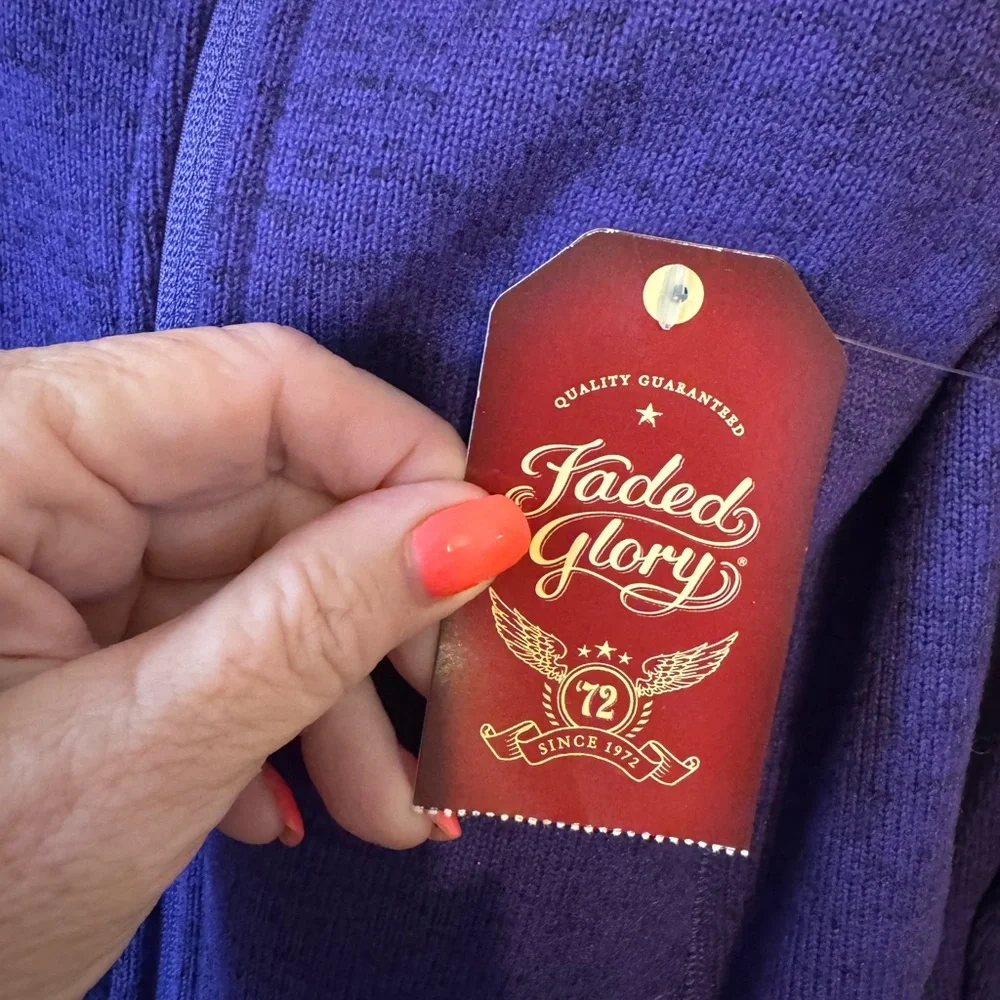 QUALITY GUARANTEED
Faded
Glory®
'72
SINCE 1972